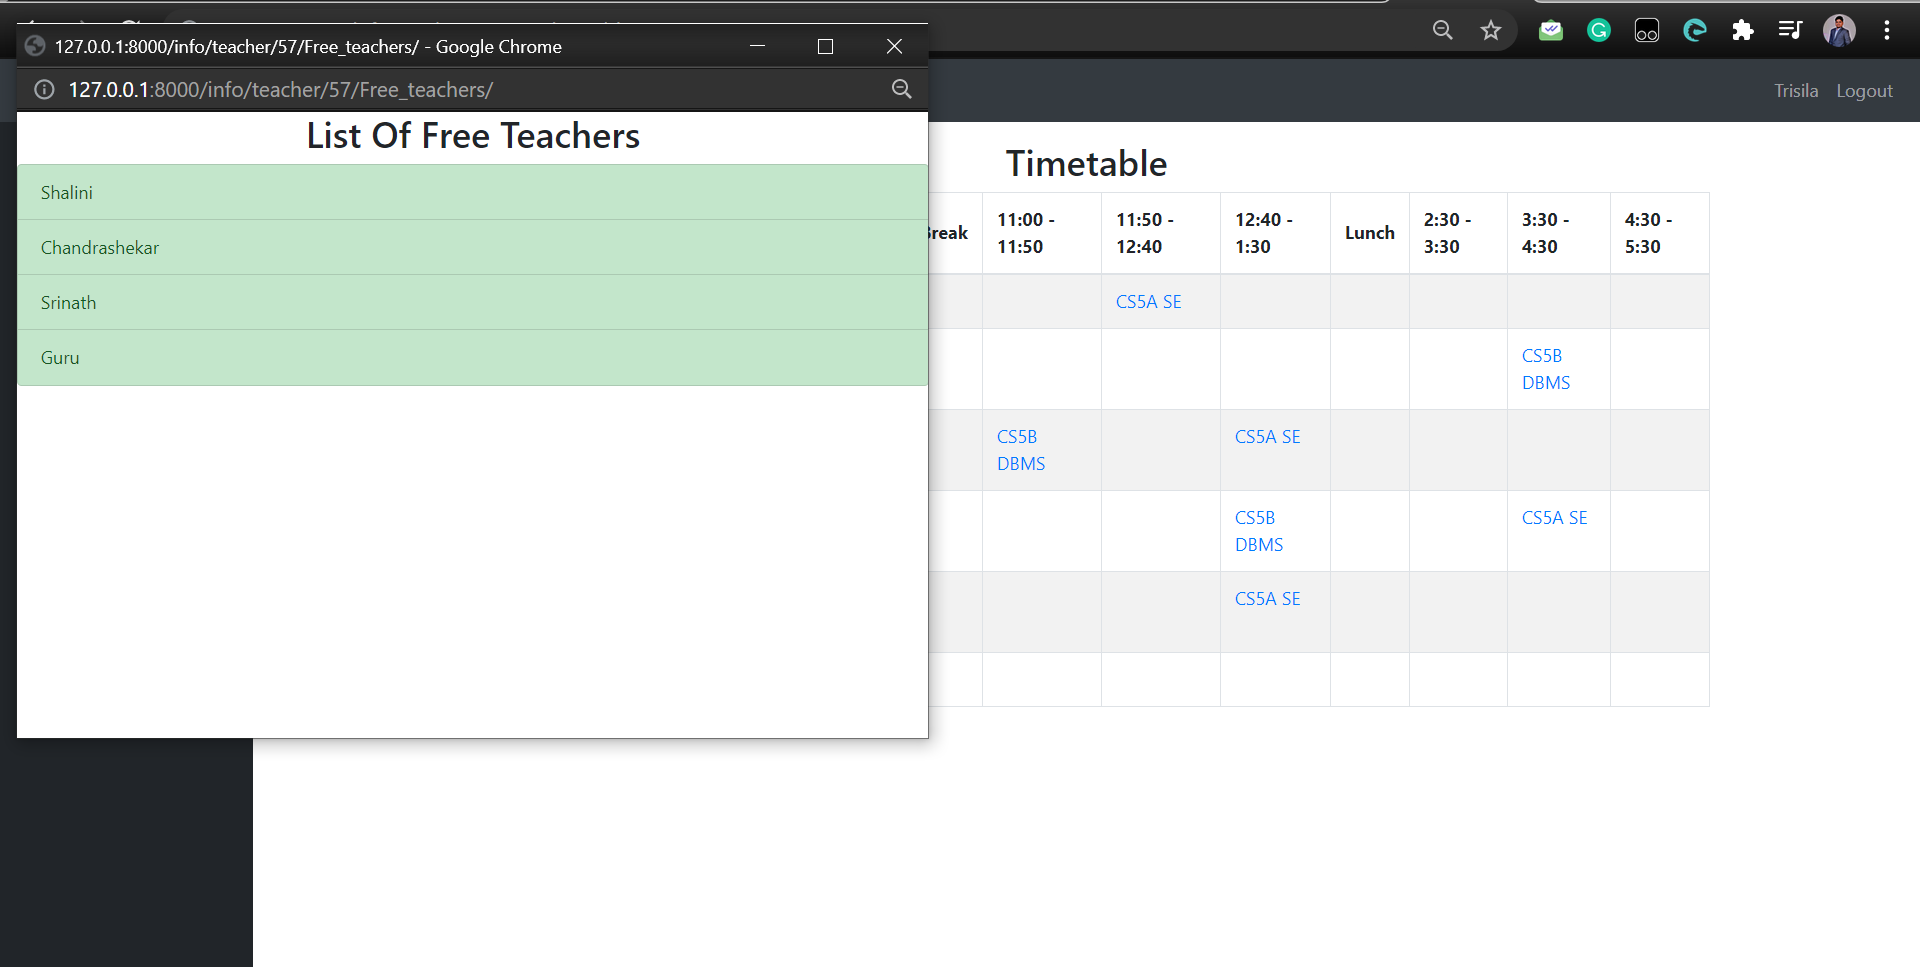 127.0.0.1:8000/info/teacher/57/Free_teachers/ - Google Chrome
127.0.0.1:8000/info/teacher/57/Free_teachers/
List Of Free Teachers
Shalini
Chandrashekar
Srinath
Guru
Trisila Logout
Timetable
Break 11:00 - 11:50 - 12:40 - Lunch 2:30 - 3:30 - 4:30 -
11:50 12:40 1:30 3:30 4:30 5:30
CS5A SE
CS5B
DBMS
CS5B CS5A SE
DBMS
CS5B CS5A SE
DBMS
CS5A SE